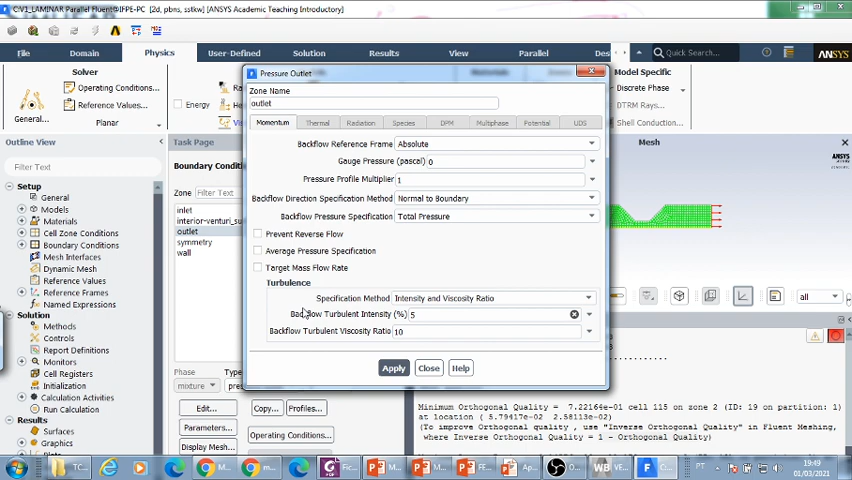 C:V1_LAMINAR Parallel Fluent@IFPE-PC [2d, pbns, sstkw] [ANSYS Academic Teaching Introductory]
File Domain Physics User-Defined Solution Results View Parallel Des Quick Search (Ctrl+F) ANSYS
Solver
Operating Conditions...
Reference Values...
General...
Planar
Energy
Model Specific
Discrete Phase...
DTRM Rays...
Shell Conduction...
Outline View
Filter Text
Setup
General
Models
Materials
Cell Zone Conditions
Boundary Conditions
Mesh Interfaces
Dynamic Mesh
Reference Values
Reference Frames
Named Expressions
Solution
Methods
Controls
Report Definitions
Monitors
Cell Registers
Initialization
Calculation Activities
Run Calculation
Results
Surfaces
Graphics
Task Page
Boundary Conditions
Zone Filter Text
inlet
outlet
symmetry
wall
Phase
mixture
Edit... Copy... Profiles...
Parameters... Operating Conditions...
Display Mesh...
Pressure Outlet
Zone Name
outlet
Momentum Thermal Radiation Species DPM Multiphase Potential UDS
Backflow Reference Frame Absolute
Gauge Pressure (pascal) 0
Pressure Profile Multiplier 1
Backflow Direction Specification Method Normal to Boundary
Backflow Pressure Specification Total Pressure
Prevent Reverse Flow
Average Pressure Specification
Target Mass Flow Rate
Turbulence
Specification Method Intensity and Viscosity Ratio
Backflow Turbulent Intensity (%) 5
Backflow Turbulent Viscosity Ratio 10
Apply Close Help
Mesh
all
Minimum Orthogonal Quality = 7.22164e-01 cell 115 on zone 2 (ID: 19 on partition: 1)
at location ( 5.79417e-02 2.58113e-02)
(To improve Orthogonal quality , use "Inverse Orthogonal Quality" in Fluent Meshing,
where Inverse Orthogonal Quality = 1 - Orthogonal Quality)
PT
19:49
01/03/2021